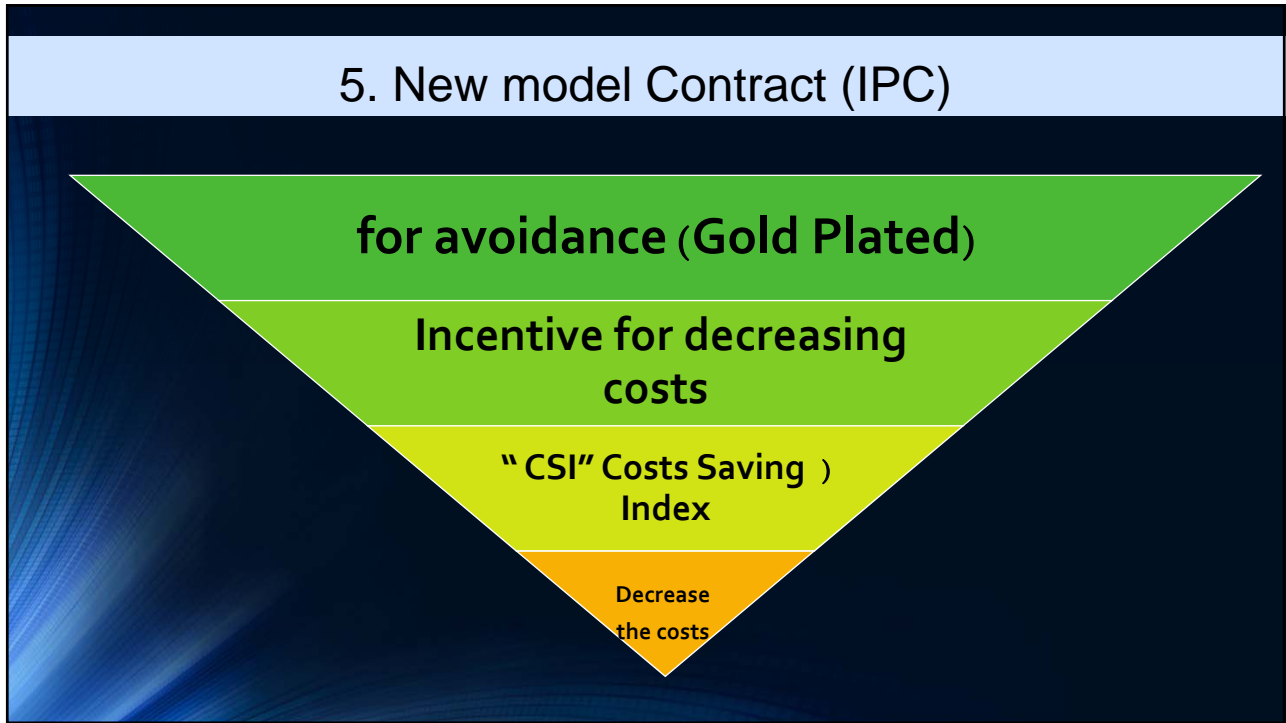 5. New model Contract (IPC)
for avoidance (Gold Plated)
Incentive for decreasing
costs
“ CSI” Costs Saving )
Index
Decrease
the costs